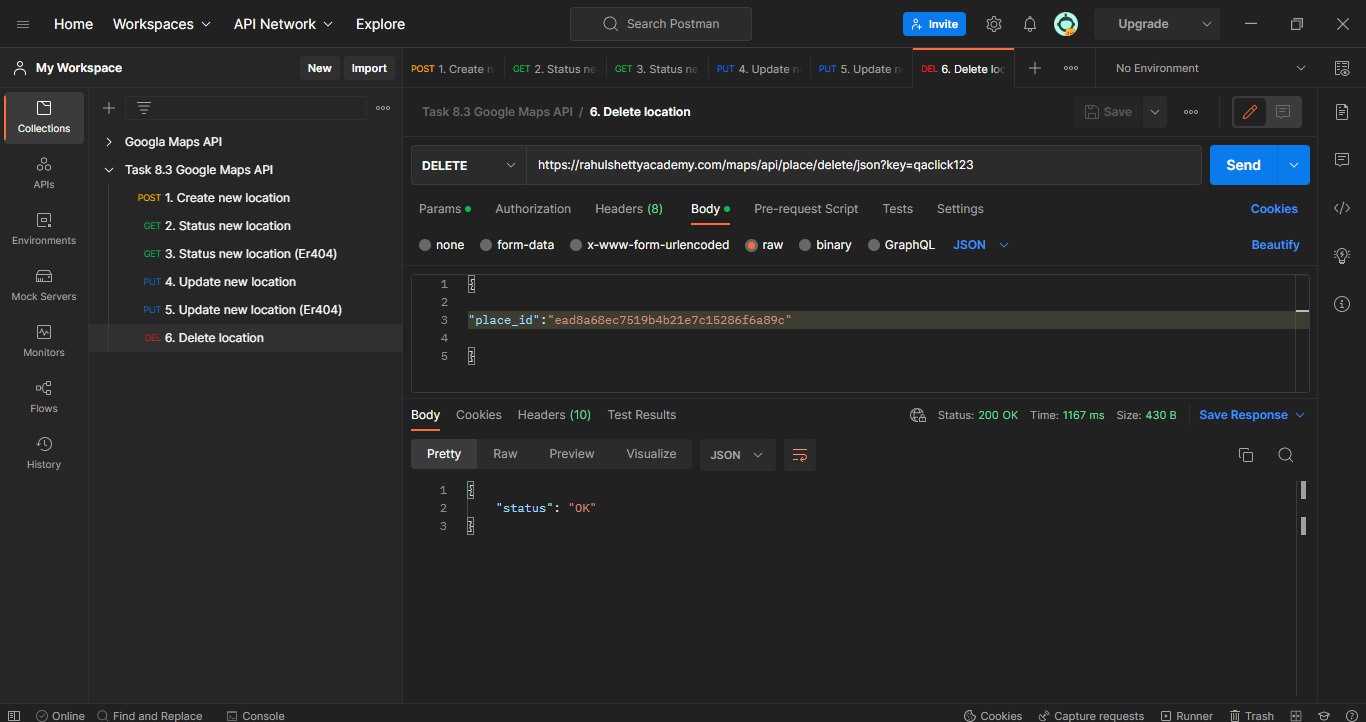 Home Workspaces API Network Explore Search Postman Invite Upgrade
My Workspace New Import POST 1. Create n GET 2. Status ne GET 3. Status ne PUT 4. Update n PUT 5. Update n DEL 6. Delete loc No Environment
Collections
APIs
Environments
Mock Servers
Monitors
Flows
History
Googla Maps API
Task 8.3 Google Maps API
POST 1. Create new location
GET 2. Status new location
GET 3. Status new location (Er404)
PUT 4. Update new location
PUT 5. Update new location (Er404)
DEL 6. Delete location
Task 8.3 Google Maps API / 6. Delete location Save
DELETE https://rahulshettyacademy.com/maps/api/place/delete/json?key=qaclick123 Send
Params Authorization Headers (8) Body Pre-request Script Tests Settings Cookies
none form-data x-www-form-urlencoded raw binary GraphQL JSON Beautify
1 {
2
3 "place_id":"ead8a68ec7519b4b21e7c15286f6a89c"
4
5 }
Body Cookies Headers (10) Test Results Status: 200 OK Time: 1167 ms Size: 430 B Save Response
Pretty Raw Preview Visualize JSON
1 {
2 "status": "OK"
3 }
Online Find and Replace Console Cookies Capture requests Runner Trash